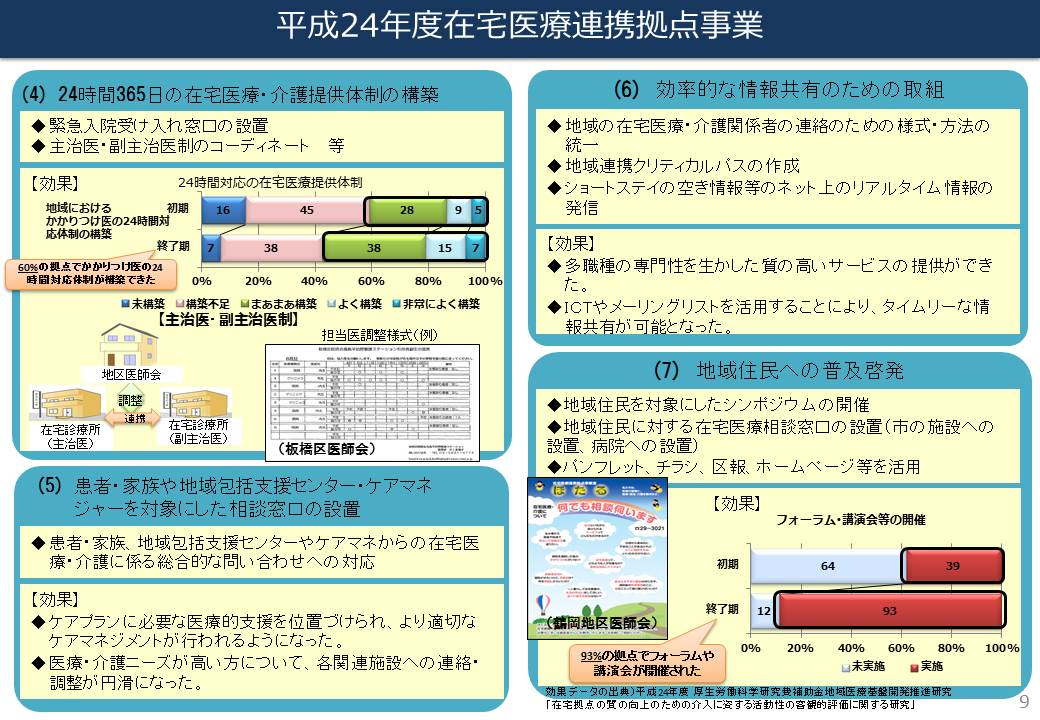 平成24年度在宅医療連携拠点事業
(4) 24時間365日の在宅医療・介護提供体制の構築
◆緊急入院受け入れ窓口の設置
◆主治医・副主治医制のコーディネート　等
【効果】
24時間対応の在宅医療提供体制
地域における
かかりつけ医の24時間対
応体制の構築
初期
16 45 28 9 5
終了期
7 38 38 15 7
0% 20% 40% 60% 80% 100%
未構築 構築不足 まあまあ構築 よく構築 非常によく構築
60%の拠点でかかりつけ医の24
時間対応体制が構築できた
【主治医・副主治医制】
地区医師会
調整
連携
在宅診療所
(主治医)
在宅診療所
(副主治医)
担当医調整様式(例)
(板橋区医師会)
(5) 患者・家族や地域包括支援センター・ケアマネ
ジャーを対象にした相談窓口の設置
◆患者・家族、地域包括支援センターやケアマネからの在宅医
療・介護に係る総合的な問い合わせへの対応
【効果】
◆ケアプランに必要な医療的支援を位置づけられ、より適切な
ケアマネジメントが行われるようになった。
◆医療・介護ニーズが高い方について、各関連施設への連絡・
調整が円滑になった。
(6) 効率的な情報共有のための取組
◆地域の在宅医療・介護関係者の連絡のための様式・方法の
統一
◆地域連携クリティカルパスの作成
◆ショートステイの空き情報等のネット上のリアルタイム情報の
発信
【効果】
◆多職種の専門性を生かした質の高いサービスの提供ができ
た。
◆ICTやメーリングリストを活用することにより、タイムリーな情
報共有が可能となった。
(7) 地域住民への普及啓発
◆地域住民を対象にしたシンポジウムの開催
◆地域住民に対する在宅医療相談窓口の設置(市の施設への
設置、病院への設置)
◆パンフレット、チラシ、区報、ホームページ等を活用
ほたる
在宅医療・
介護に
ついて
何でも相談伺います
☎29-3021
(鶴岡地区医師会)
【効果】
フォーラム・講演会等の開催
初期
64 39
終了期
12 93
0% 20% 40% 60% 80% 100%
未実施 実施
93%の拠点でフォーラムや
講演会が開催された
効果データの出典)平成24年度 厚生労働科学研究費補助金地域医療基盤開発推進研究
「在宅拠点の質の向上のための介入に資する活動性の客観的評価に関する研究」
9